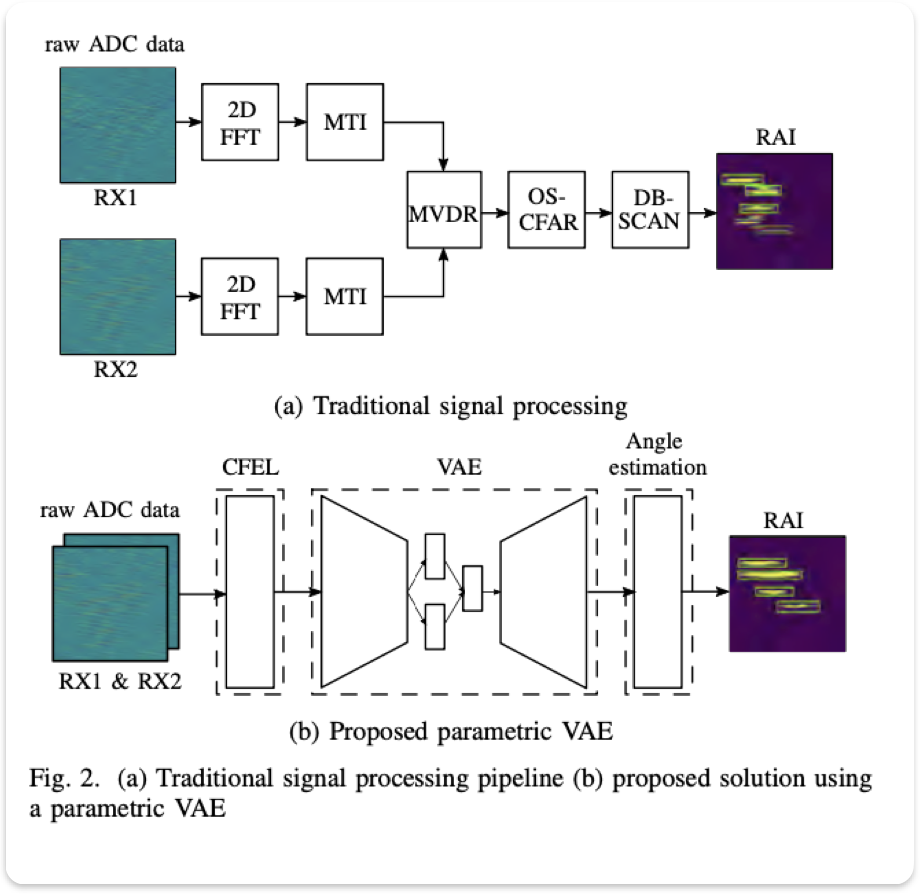 raw ADC data
RX1
2D
FFT
MTI
RX2
2D
FFT
MTI
MVDR
OS-
CFAR
DB-
SCAN
RAI
(a) Traditional signal processing
raw ADC data
RX1 & RX2
CFEL
VAE
Angle
estimation
RAI
(b) Proposed parametric VAE
Fig. 2. (a) Traditional signal processing pipeline (b) proposed solution using
a parametric VAE